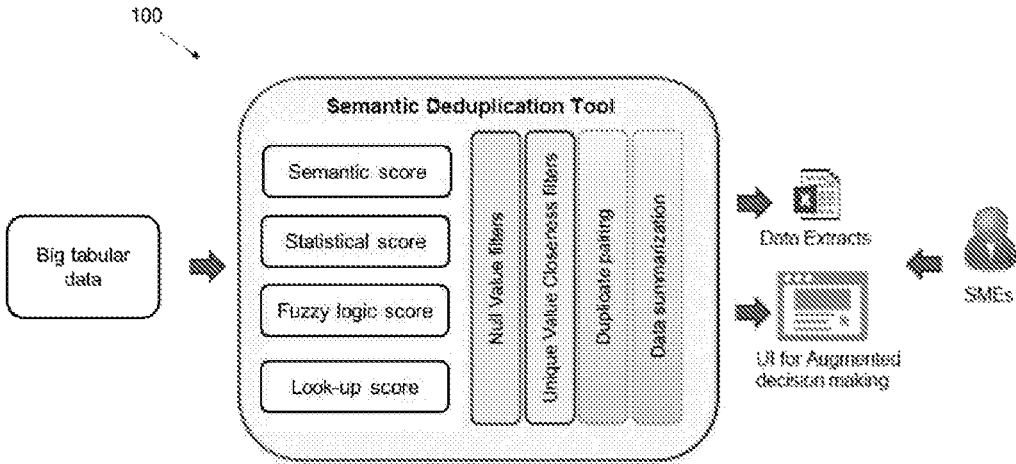 100
Semantic Deduplication Tool
Big tabular
data
Semantic score
Statistical score
Fuzzy logic score
Look-up score
Null Value filters
Unique Value Closeness filters
Duplicate pairing
Data summarization
Data Extracts
UI for Augmented
decision making
SMEs